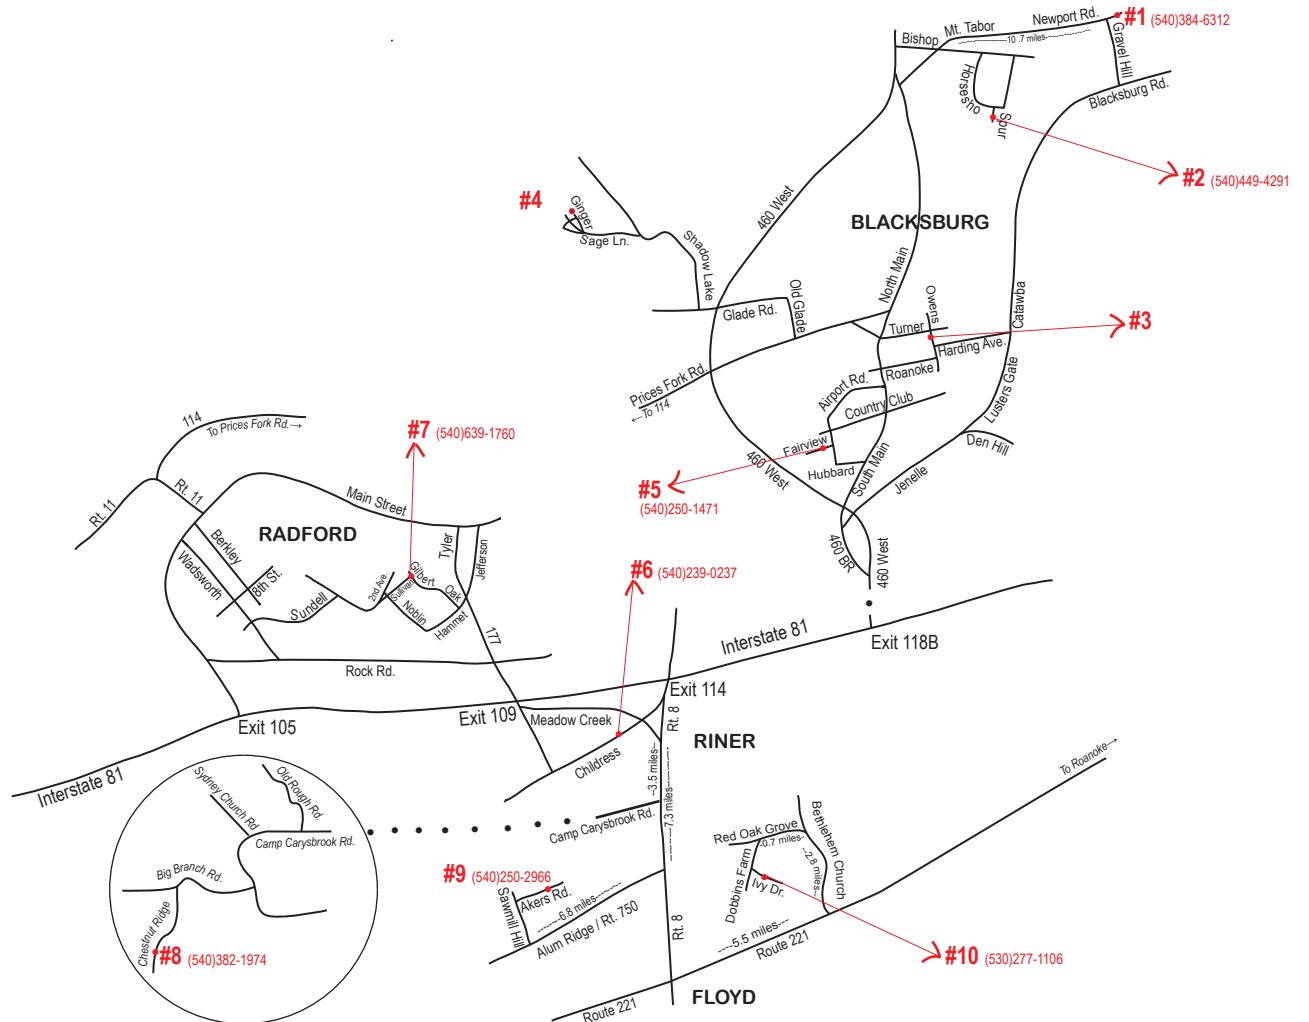 #1 (540)384-6312
Newport Rd.
Mt. Tabor
Bishop
---------------10 .7 miles------------
Gravel Hill
Blacksburg Rd.
Horsesho
Spur
#2 (540)449-4291
460 West
BLACKSBURG
#4
Ginger
Sage Ln.
Shadow Lake
North Main
Owens
Catawba
Old Glade
Glade Rd.
Turner
#3
Harding Ave.
Roanoke
Prices Fork Rd.
←To 114
Airport Rd.
Country Club
Lusters Gate
Den Hill
Fairview
Hubbard
460 West
South Main
Jenelle
#5
(540)250-1471
460 BR
460 West
114
To Prices Fork Rd.→
#7 (540)639-1760
Rt. 11
Rt. 11
Main Street
RADFORD
Berkley
Wadsworth
8th St.
Sundell
2nd Ave.
Sullivan
Gilbert
Noblin
Oak
Hammet
Tyler
Jefferson
177
Rock Rd.
#6 (540)239-0237
Interstate 81
Exit 118B
Exit 114
Exit 109
Exit 105
Meadow Creek
Rt. 8
RINER
Childress
Interstate 81
To Roanoke→
--3.5 miles--
--------7.3 miles----------------
Camp Carysbrook Rd.
Sydney Church Rd
Old Rough Rd.
Camp Carysbrook Rd.
Big Branch Rd.
Chestnut Ridge
#8 (540)382-1974
#9 (540)250-2966
Akers Rd.
Sawmill Hill
-------6.8 miles--------
Alum Ridge / Rt. 750
Rt. 8
Red Oak Grove
-0.7 miles-
Bethlehem Church
--2.8 miles---
Dobbins Farm
Ivy Dr.
#10 (530)277-1106
----5.5 miles----
Route 221
Route 221
FLOYD